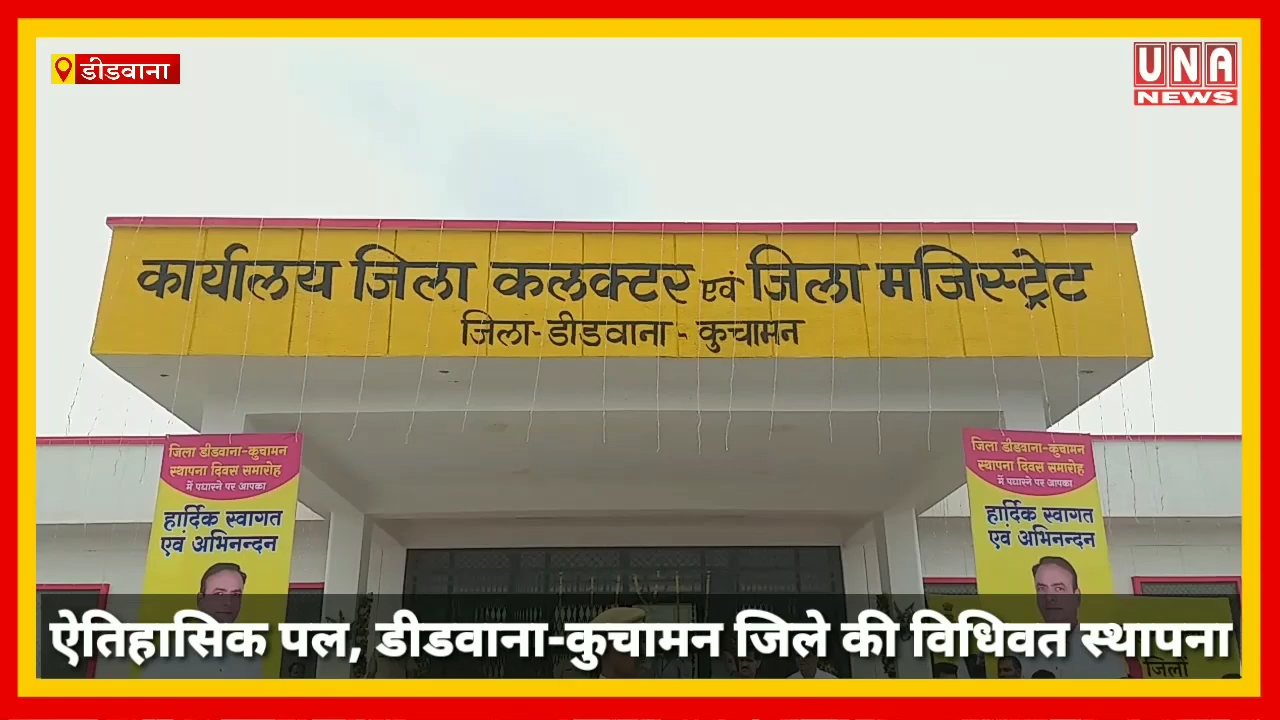 डीडवाना
UNA
NEWS
कार्यालय जिला कलक्टर एवं जिला मजिस्ट्रेट
जिला-डीडवाना - कुचामन
जिला डीडवाना-कुचामन
स्थापना दिवस समारोह
में पधारने पर आपका
हार्दिक स्वागत
एवं अभिनन्दन
जिला डीडवाना-कुचामन
स्थापना दिवस समारोह
में पधारने पर आपका
हार्दिक स्वागत
एवं अभिनन्दन
ऐतिहासिक पल, डीडवाना-कुचामन जिले की विधिवत स्थापना
जिलों